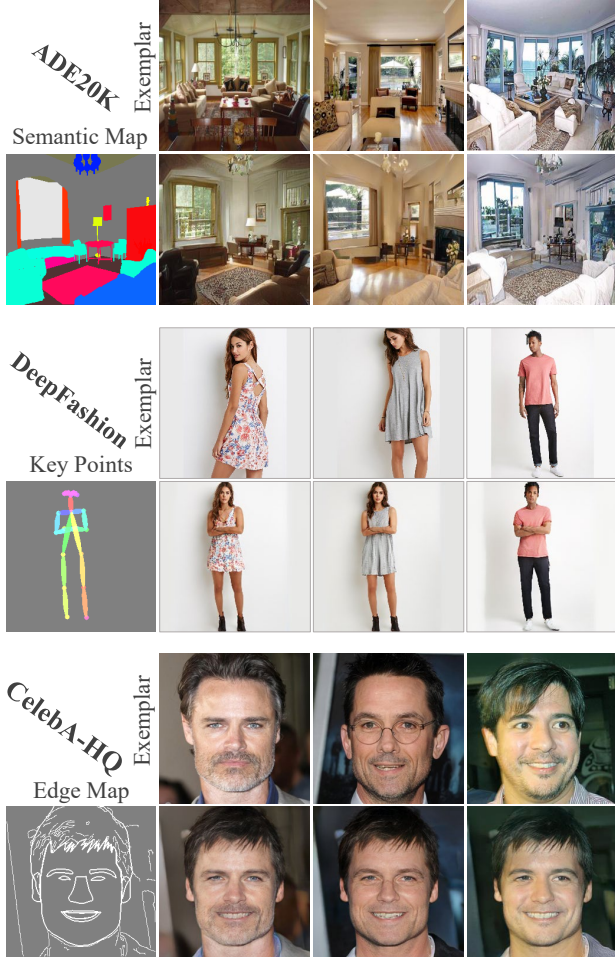 ADE20K
Exemplar
Semantic Map
DeepFashion
Exemplar
Key Points
CelebA-HQ
Exemplar
Edge Map